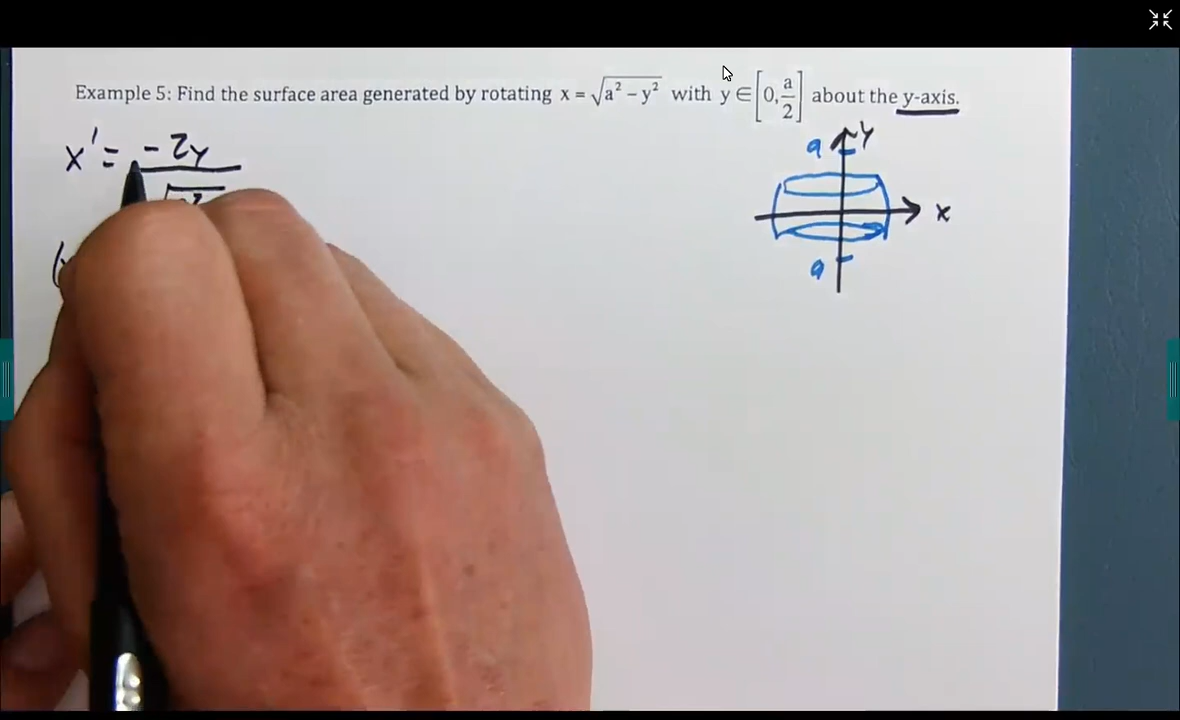 Example 5: Find the surface area generated by rotating x = √(a² − y²) with y ∈ [0, a/2] about the y-axis.
x' = −2y / √
a
y
x
a